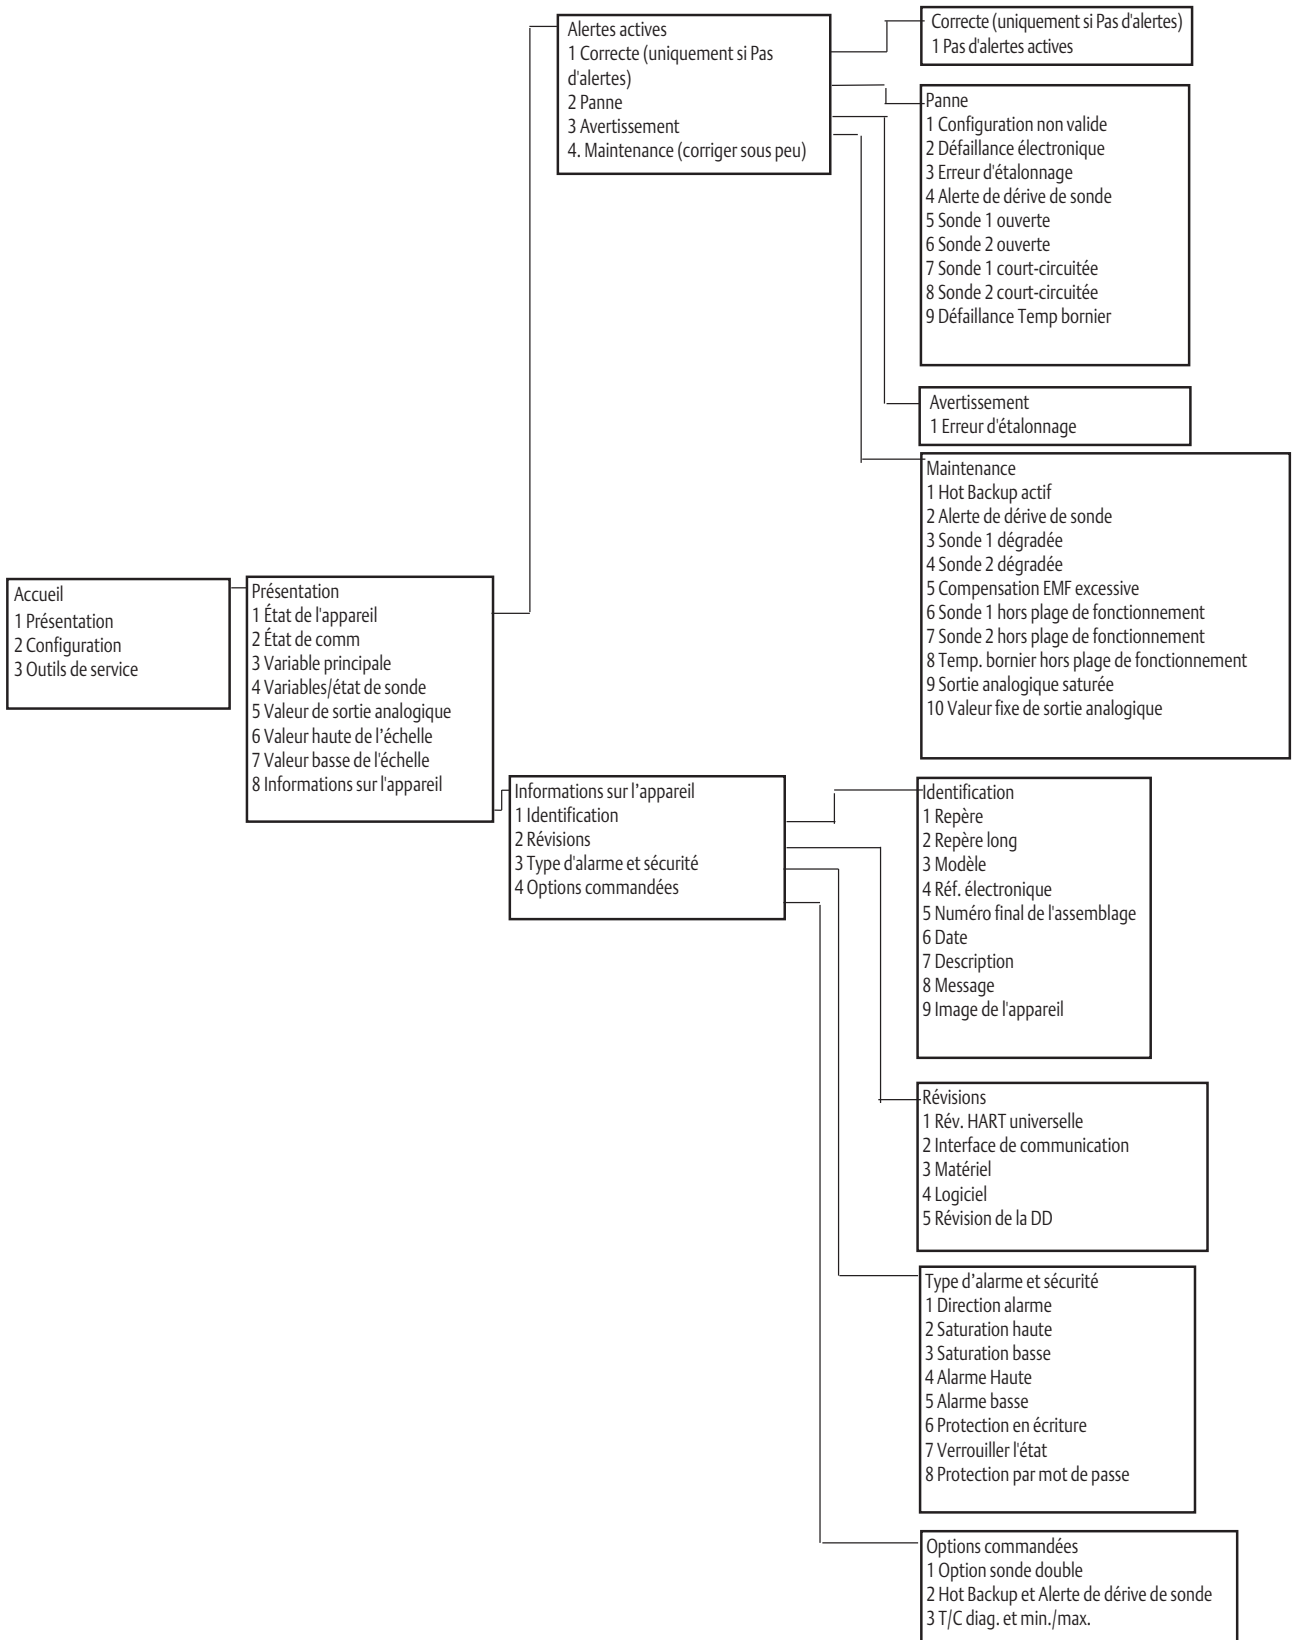 Accueil
1 Présentation
2 Configuration
3 Outils de service
Présentation
1 État de l'appareil
2 État de comm
3 Variable principale
4 Variables/état de sonde
5 Valeur de sortie analogique
6 Valeur haute de l’échelle
7 Valeur basse de l'échelle
8 Informations sur l'appareil
Alertes actives
1 Correcte (uniquement si Pas
d'alertes)
2 Panne
3 Avertissement
4. Maintenance (corriger sous peu)
Correcte (uniquement si Pas d'alertes)
1 Pas d'alertes actives
Panne
1 Configuration non valide
2 Défaillance électronique
3 Erreur d'étalonnage
4 Alerte de dérive de sonde
5 Sonde 1 ouverte
6 Sonde 2 ouverte
7 Sonde 1 court-circuitée
8 Sonde 2 court-circuitée
9 Défaillance Temp bornier
Avertissement
1 Erreur d'étalonnage
Maintenance
1 Hot Backup actif
2 Alerte de dérive de sonde
3 Sonde 1 dégradée
4 Sonde 2 dégradée
5 Compensation EMF excessive
6 Sonde 1 hors plage de fonctionnement
7 Sonde 2 hors plage de fonctionnement
8 Temp. bornier hors plage de fonctionnement
9 Sortie analogique saturée
10 Valeur fixe de sortie analogique
Informations sur l’appareil
1 Identification
2 Révisions
3 Type d'alarme et sécurité
4 Options commandées
Identification
1 Repère
2 Repère long
3 Modèle
4 Réf. électronique
5 Numéro final de l'assemblage
6 Date
7 Description
8 Message
9 Image de l'appareil
Révisions
1 Rév. HART universelle
2 Interface de communication
3 Matériel
4 Logiciel
5 Révision de la DD
Type d’alarme et sécurité
1 Direction alarme
2 Saturation haute
3 Saturation basse
4 Alarme Haute
5 Alarme basse
6 Protection en écriture
7 Verrouiller l'état
8 Protection par mot de passe
Options commandées
1 Option sonde double
2 Hot Backup et Alerte de dérive de sonde
3 T/C diag. et min./max.